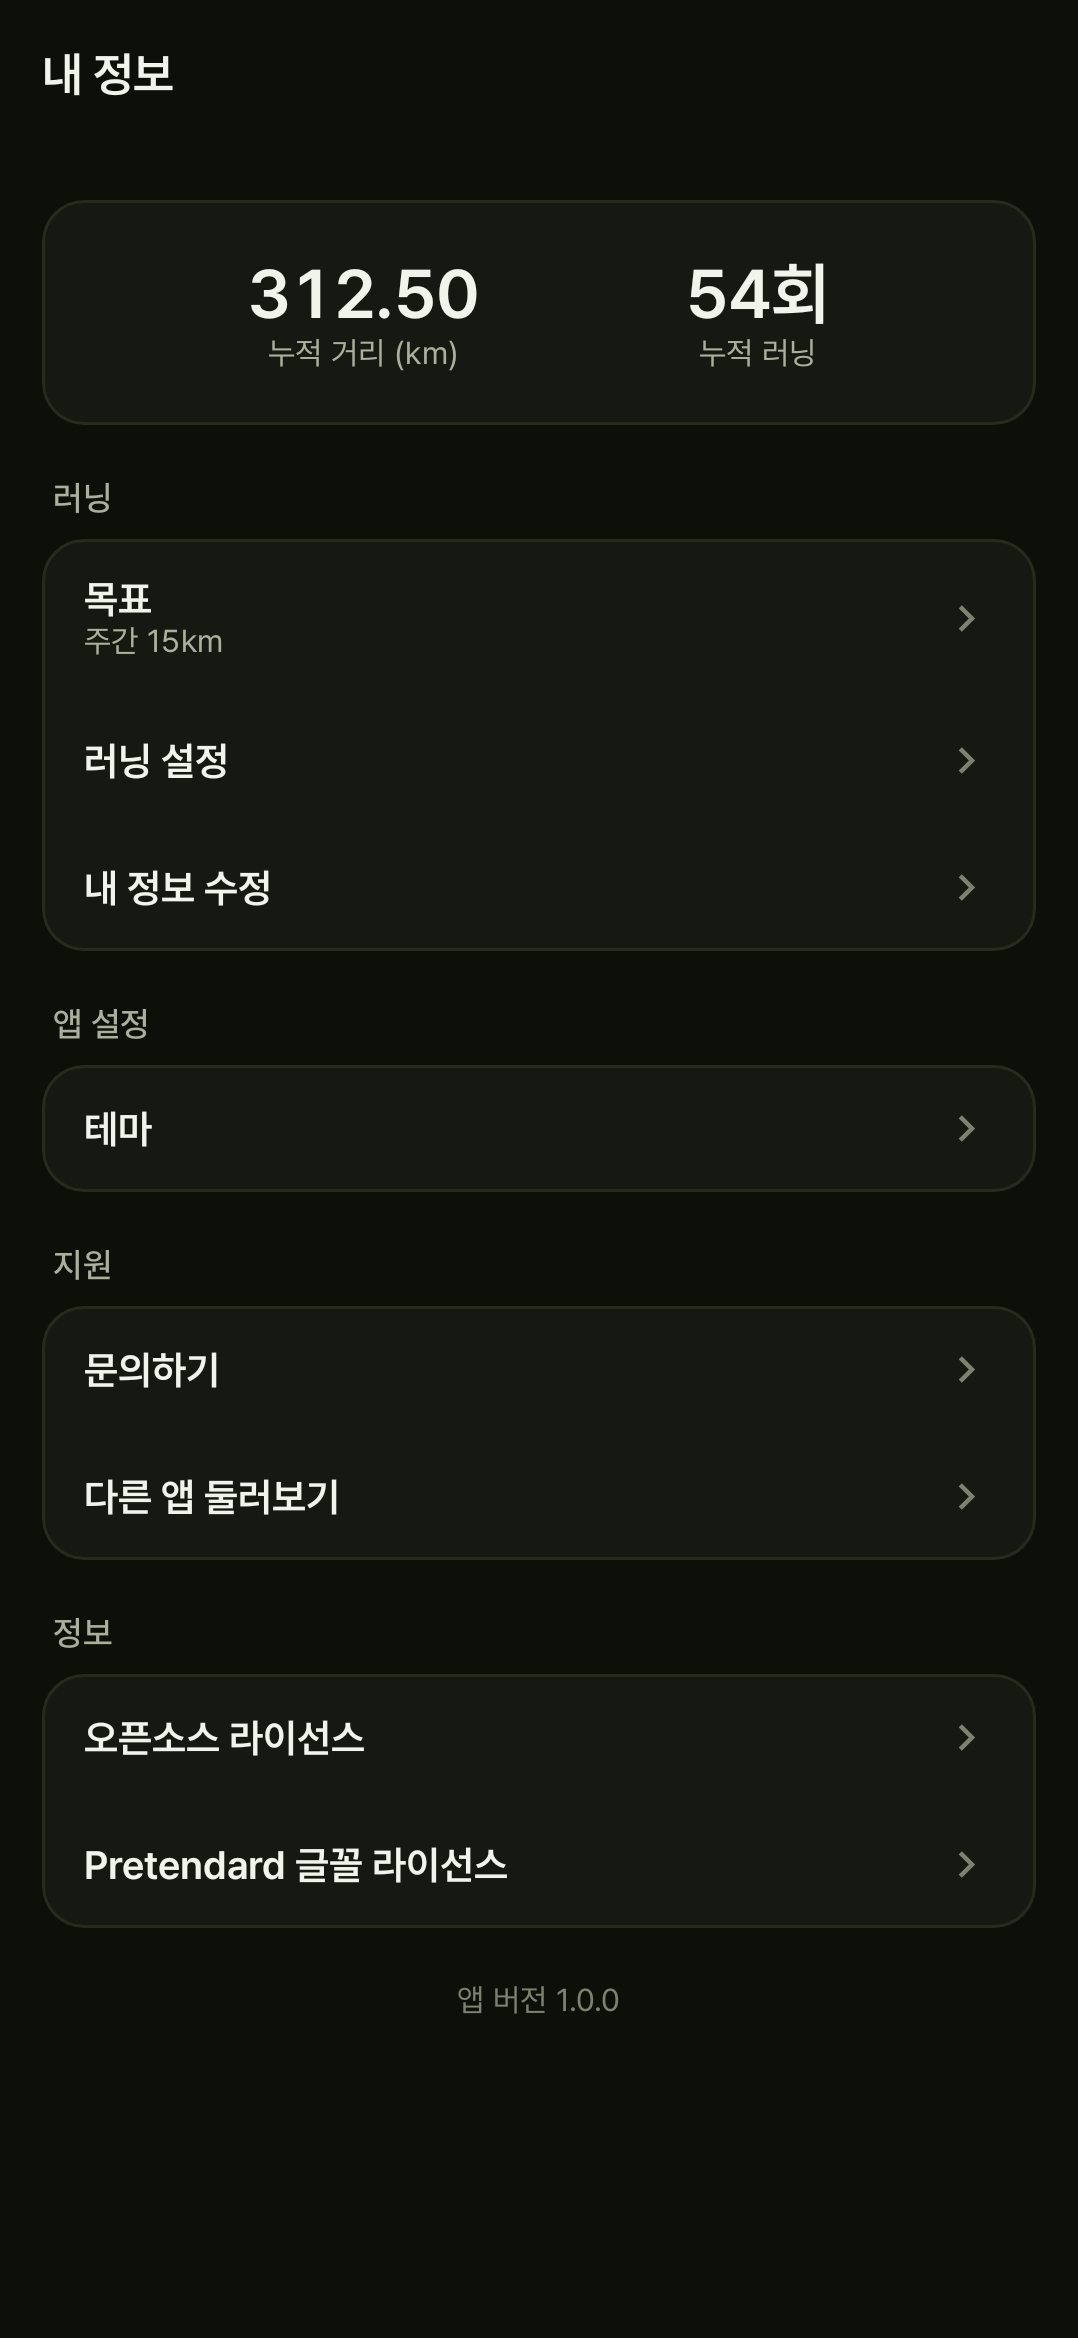 내 정보
312.50
누적 거리 (km)
54회
누적 러닝
러닝
목표
주간 15km
러닝 설정
내 정보 수정
앱 설정
테마
지원
문의하기
다른 앱 둘러보기
정보
오픈소스 라이선스
Pretendard 글꼴 라이선스
앱 버전 1.0.0